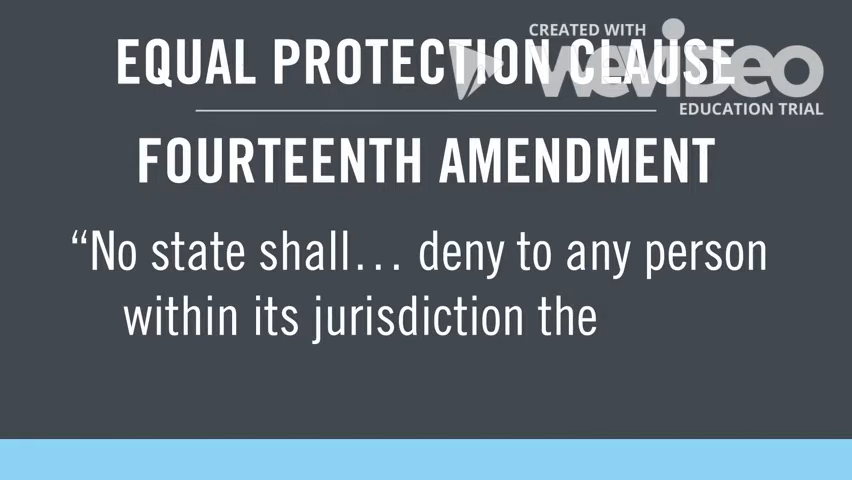 CREATED WITH
EQUAL PROTECTION CLAUSE
WeVideo
EDUCATION TRIAL
FOURTEENTH AMENDMENT
“No state shall… deny to any person
within its jurisdiction the